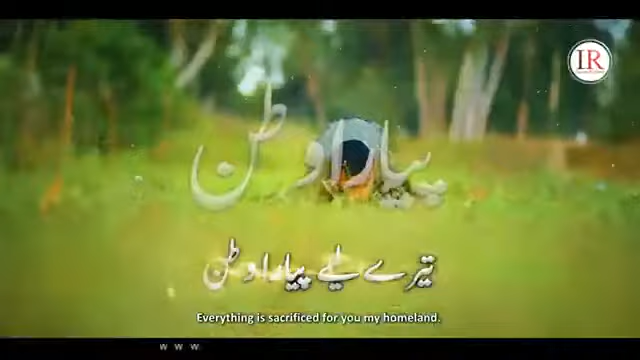 IR
پیارا وطن
تیرے لیے پیارا وطن
Everything is sacrificed for you my homeland.
w w w